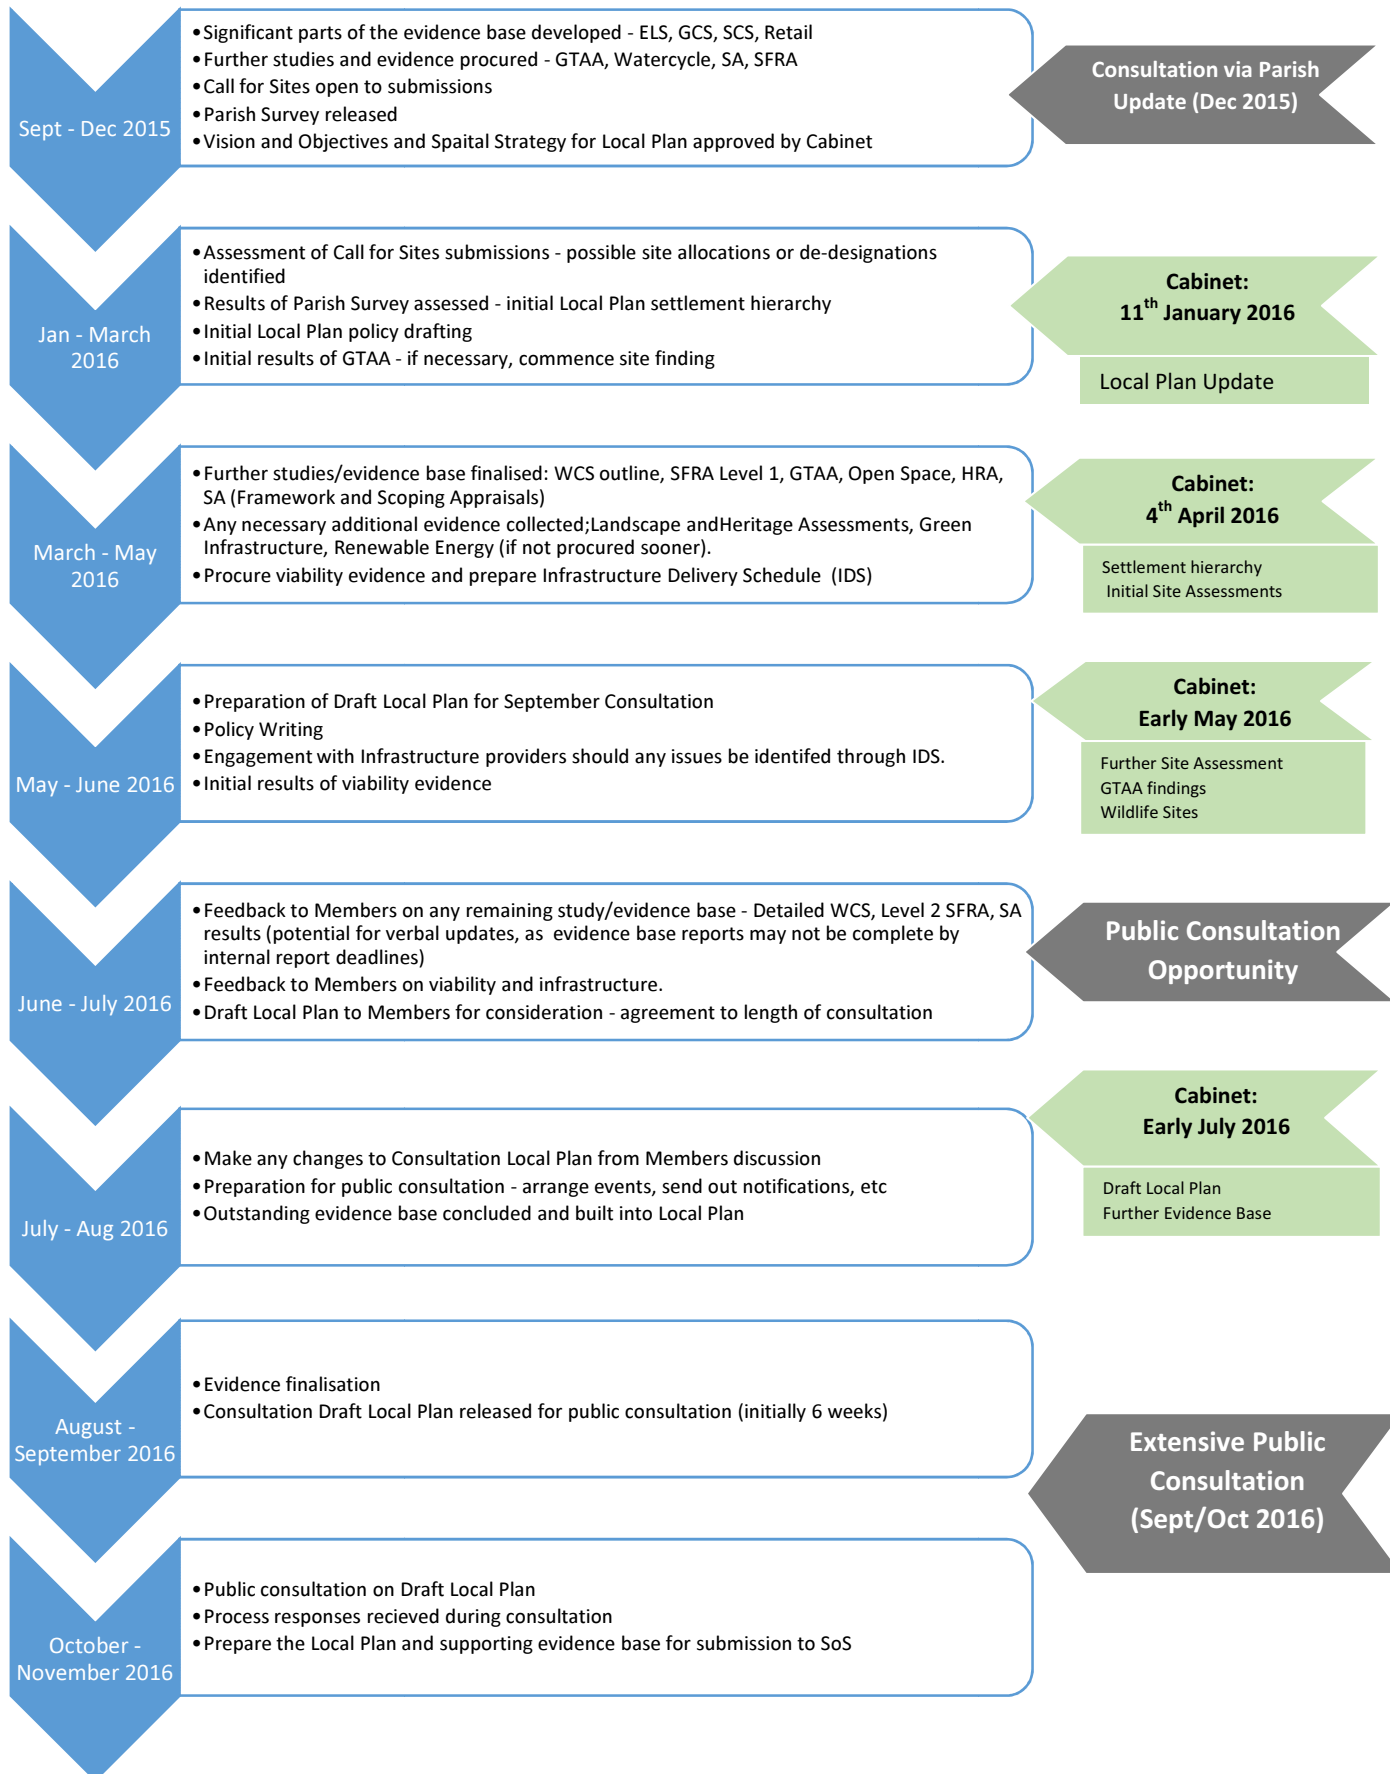 Sept - Dec 2015
•Significant parts of the evidence base developed - ELS, GCS, SCS, Retail
•Further studies and evidence procured - GTAA, Watercycle, SA, SFRA
•Call for Sites open to submissions
•Parish Survey released
•Vision and Objectives and Spaital Strategy for Local Plan approved by Cabinet
Consultation via Parish
Update (Dec 2015)
Jan - March
2016
•Assessment of Call for Sites submissions - possible site allocations or de-designations
identified
•Results of Parish Survey assessed - initial Local Plan settlement hierarchy
•Initial Local Plan policy drafting
•Initial results of GTAA - if necessary, commence site finding
Cabinet:
11th January 2016
Local Plan Update
March - May
2016
•Further studies/evidence base finalised: WCS outline, SFRA Level 1, GTAA, Open Space, HRA,
SA (Framework and Scoping Appraisals)
•Any necessary additional evidence collected;Landscape andHeritage Assessments, Green
Infrastructure, Renewable Energy (if not procured sooner).
•Procure viability evidence and prepare Infrastructure Delivery Schedule (IDS)
Cabinet:
4th April 2016
Settlement hierarchy
Initial Site Assessments
May - June 2016
•Preparation of Draft Local Plan for September Consultation
•Policy Writing
•Engagement with Infrastructure providers should any issues be identifed through IDS.
•Initial results of viability evidence
Cabinet:
Early May 2016
Further Site Assessment
GTAA findings
Wildlife Sites
June - July 2016
•Feedback to Members on any remaining study/evidence base - Detailed WCS, Level 2 SFRA, SA
results (potential for verbal updates, as evidence base reports may not be complete by
internal report deadlines)
•Feedback to Members on viability and infrastructure.
•Draft Local Plan to Members for consideration - agreement to length of consultation
Public Consultation
Opportunity
July - Aug 2016
•Make any changes to Consultation Local Plan from Members discussion
•Preparation for public consultation - arrange events, send out notifications, etc
•Outstanding evidence base concluded and built into Local Plan
Cabinet:
Early July 2016
Draft Local Plan
Further Evidence Base
August -
September 2016
•Evidence finalisation
•Consultation Draft Local Plan released for public consultation (initially 6 weeks)
Extensive Public
Consultation
(Sept/Oct 2016)
October -
November 2016
•Public consultation on Draft Local Plan
•Process responses recieved during consultation
•Prepare the Local Plan and supporting evidence base for submission to SoS